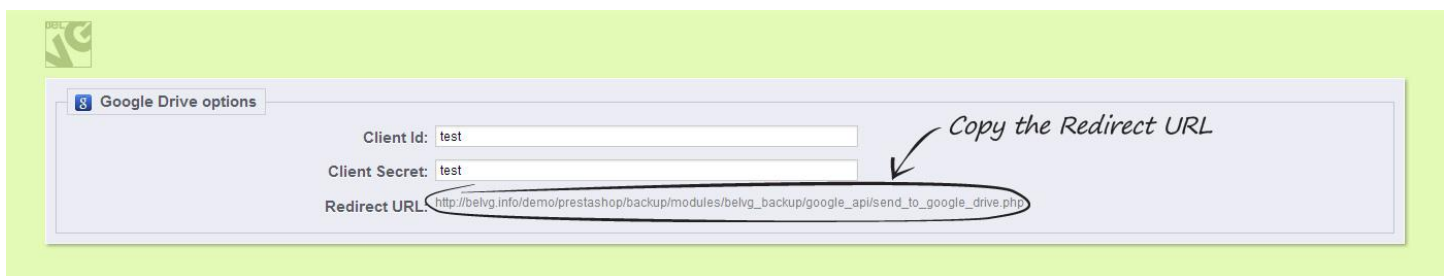 BelVG
Google Drive options
Client Id: test
Copy the Redirect URL
Client Secret: test
Redirect URL: http://belvg.info/demo/prestashop/backup/modules/belvg_backup/google_api/send_to_google_drive.php